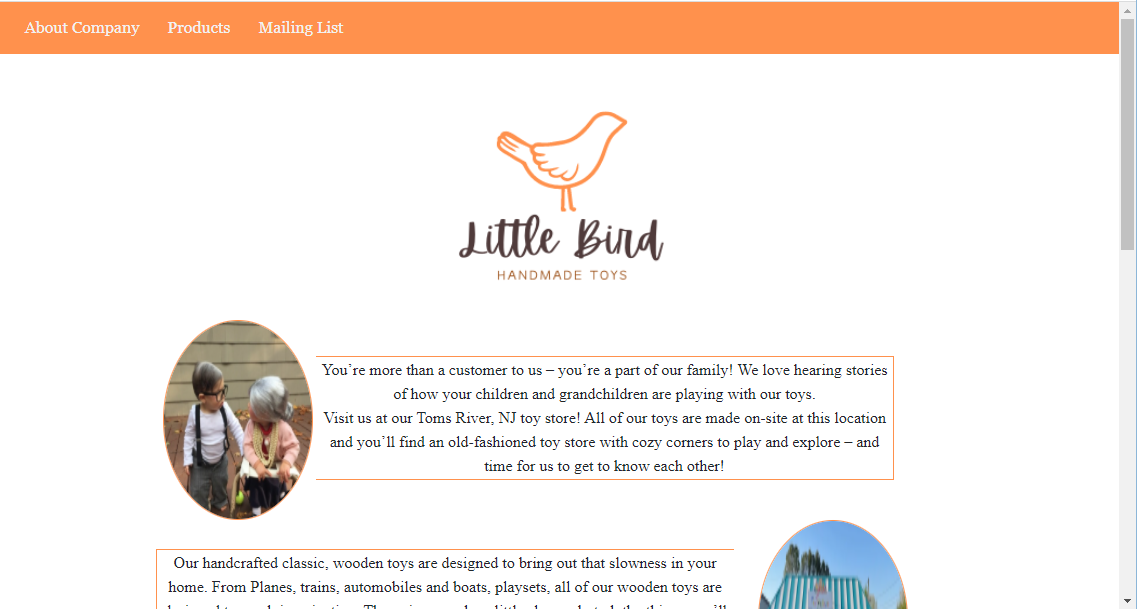 About Company Products Mailing List
Little Bird
HANDMADE TOYS
You’re more than a customer to us – you’re a part of our family! We love hearing stories
of how your children and grandchildren are playing with our toys.
Visit us at our Toms River, NJ toy store! All of our toys are made on-site at this location
and you’ll find an old-fashioned toy store with cozy corners to play and explore – and
time for us to get to know each other!
Our handcrafted classic, wooden toys are designed to bring out that slowness in your
home. From Planes, trains, automobiles and boats, playsets, all of our wooden toys are